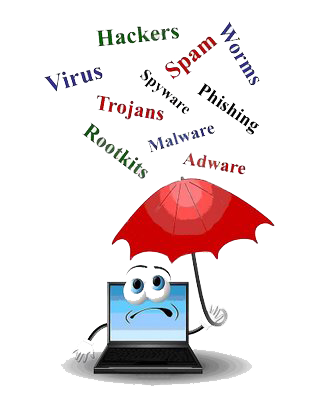 Hackers
Spam
Worms
Virus
Spyware
Phishing
Trojans
Malware
Rootkits
Adware